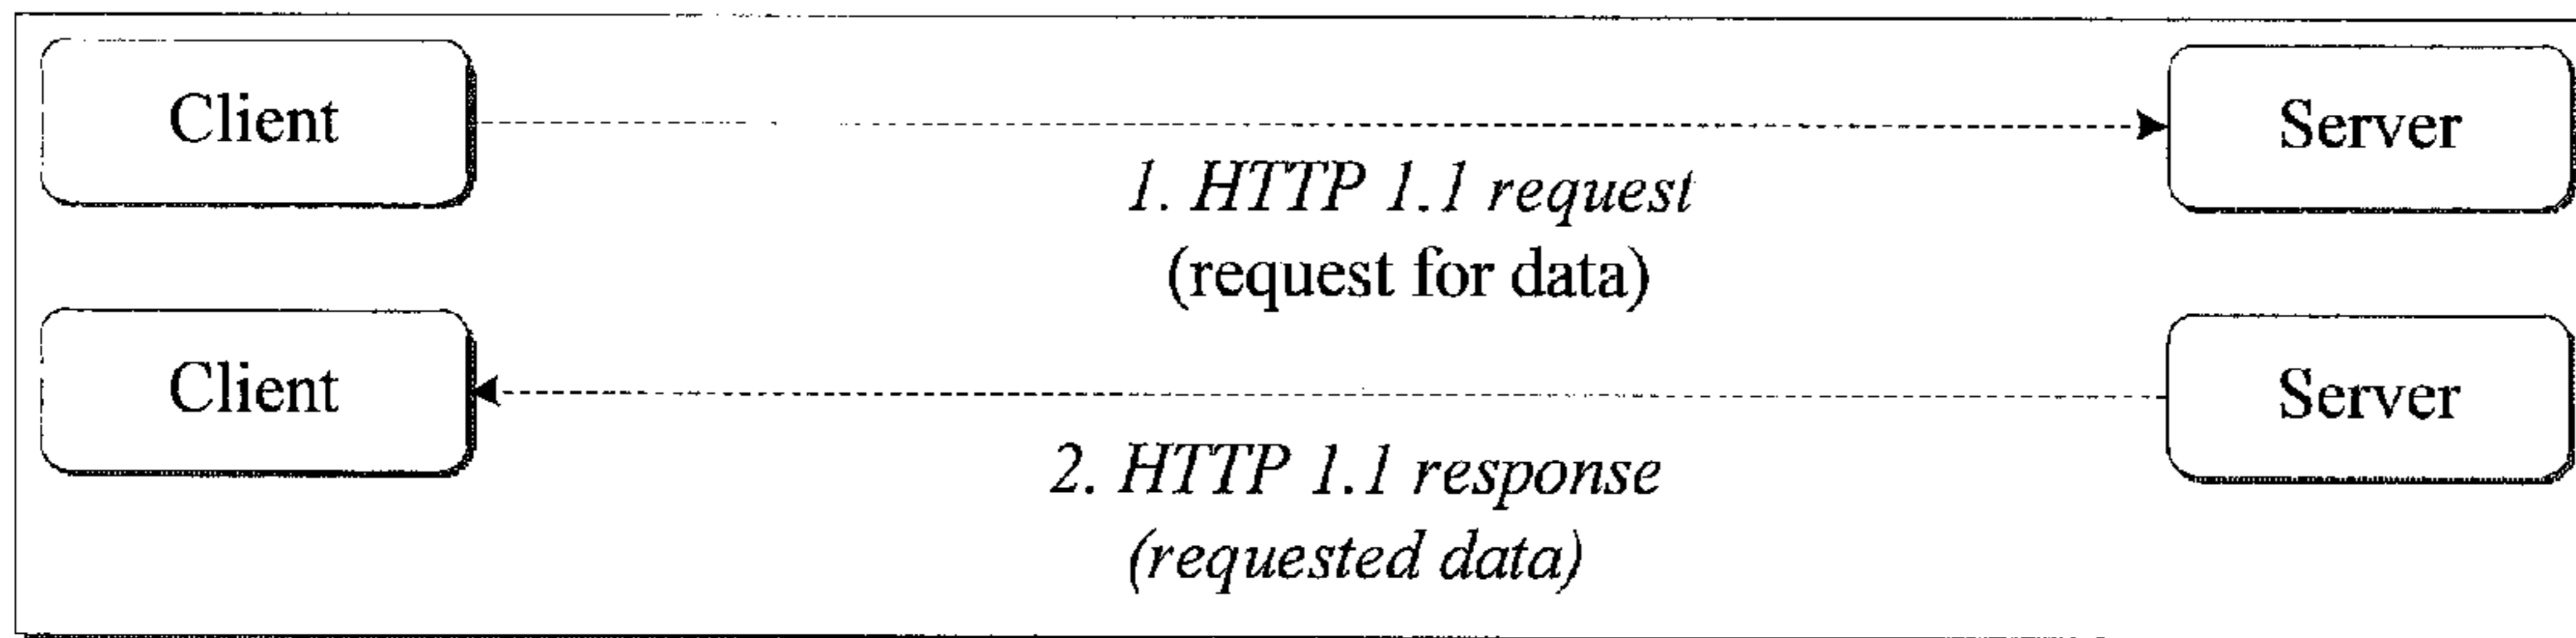 Client
Server
1. HTTP 1.1 request
(request for data)
Client
Server
2. HTTP 1.1 response
(requested data)